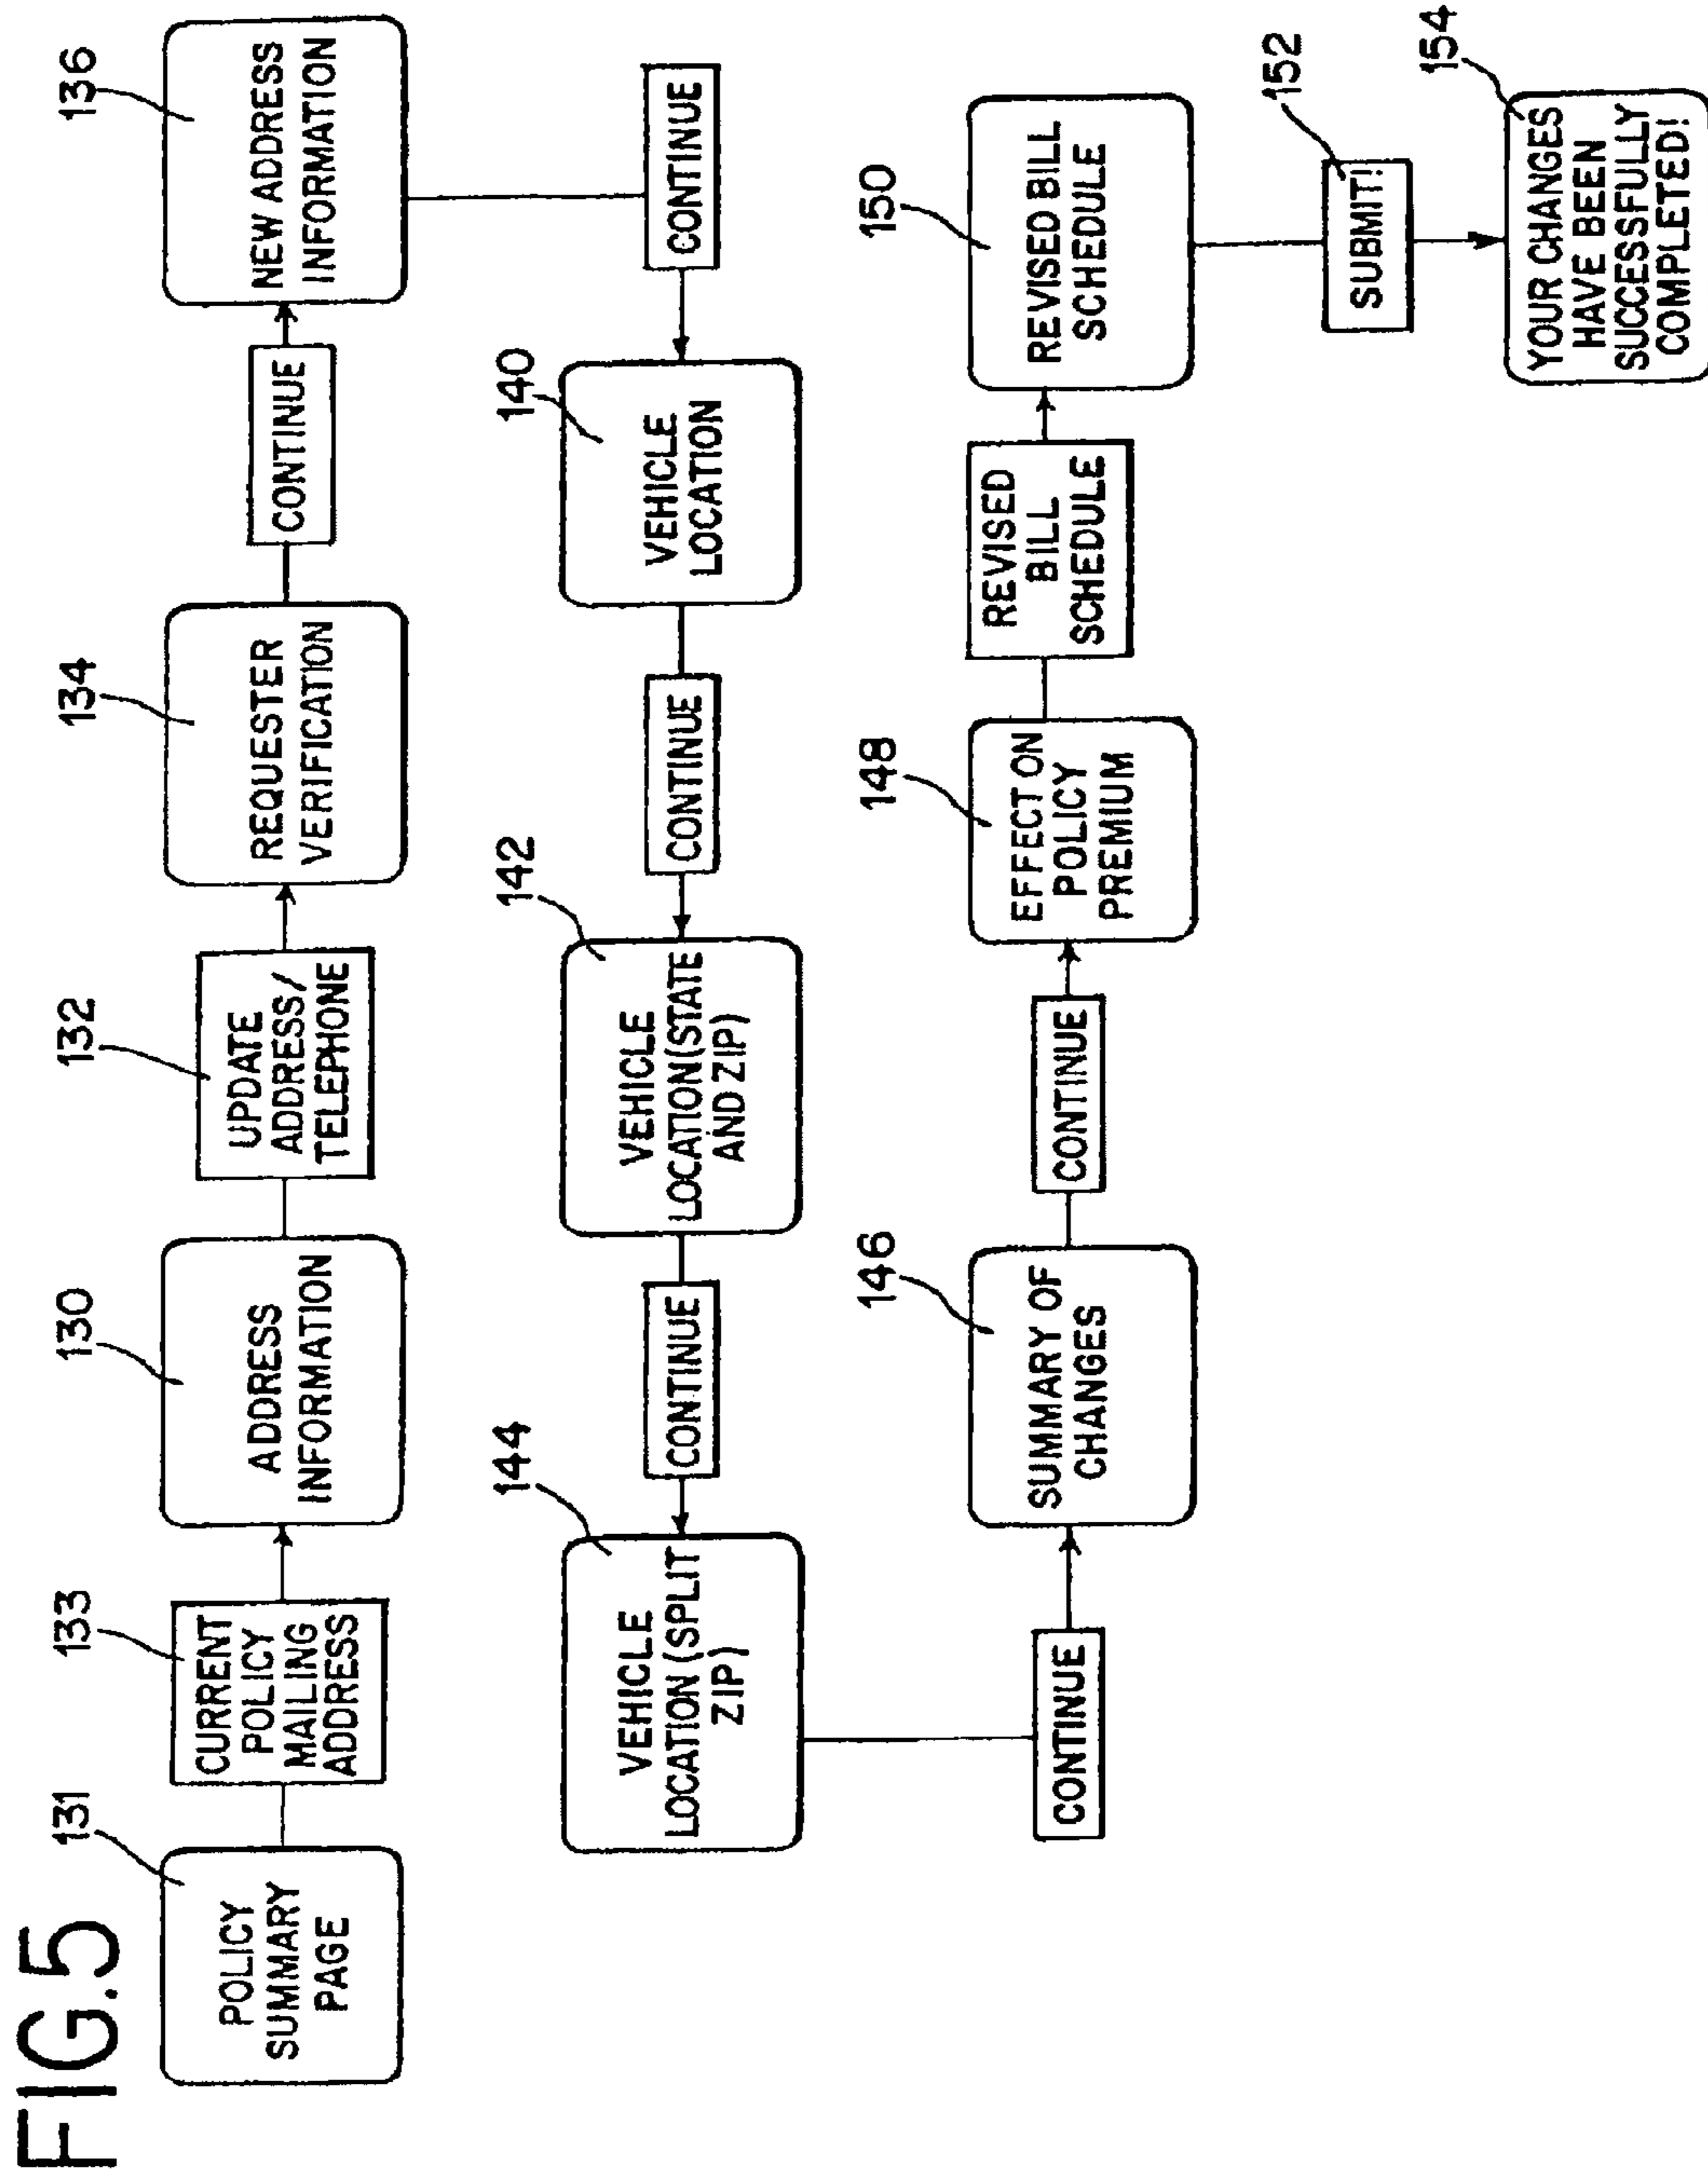 FIG.5
131
POLICY
SUMMARY
PAGE
133
CURRENT
POLICY
MAILING
ADDRESS
130
ADDRESS
INFORMATION
132
UPDATE
ADDRESS/
TELEPHONE
134
REQUESTER
VERIFICATION
CONTINUE
136
NEW ADDRESS
INFORMATION
CONTINUE
140
VEHICLE
LOCATION
CONTINUE
142
VEHICLE
LOCATION(STATE
AND ZIP)
CONTINUE
144
VEHICLE
LOCATION (SPLIT
ZIP)
CONTINUE
146
SUMMARY OF
CHANGES
CONTINUE
148
EFFECT ON
POLICY
PREMIUM
REVISED
BILL
SCHEDULE
150
REVISED BILL
SCHEDULE
152
SUBMIT!
154
YOUR CHANGES
HAVE BEEN
SUCCESSFULLY
COMPLETED!